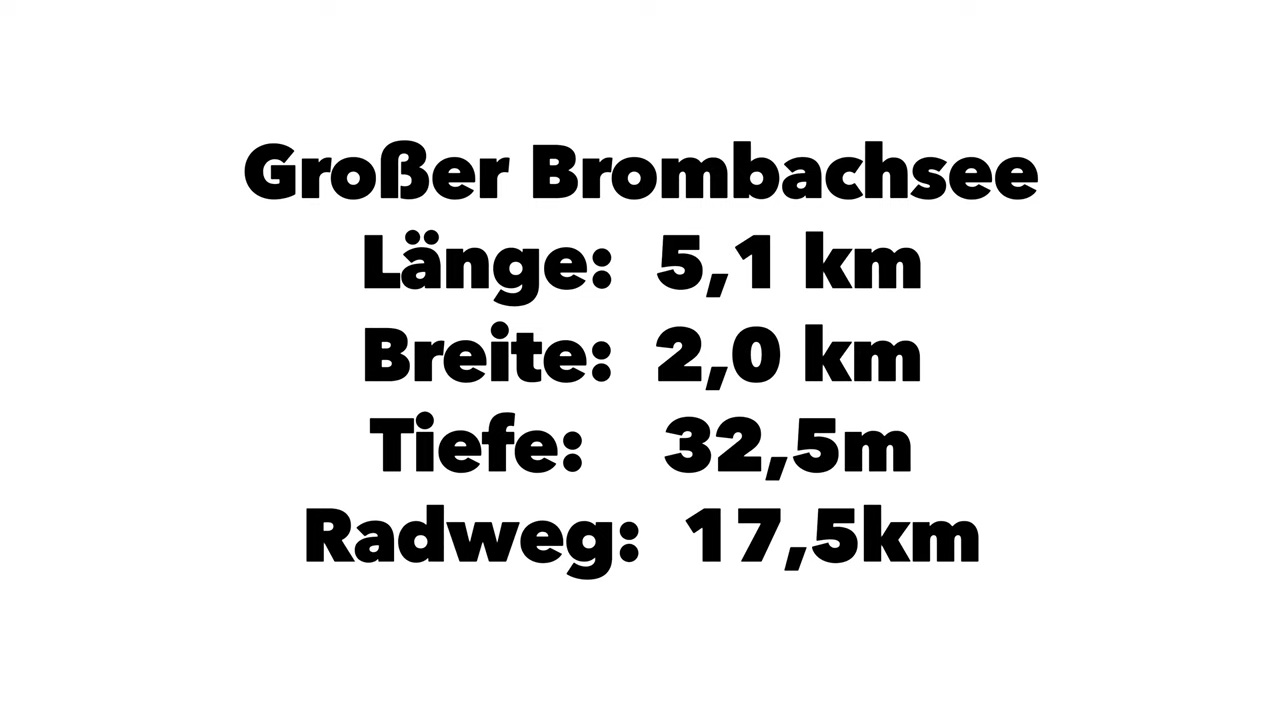 Großer Brombachsee
Länge: 5,1 km
Breite: 2,0 km
Tiefe: 32,5m
Radweg: 17,5km